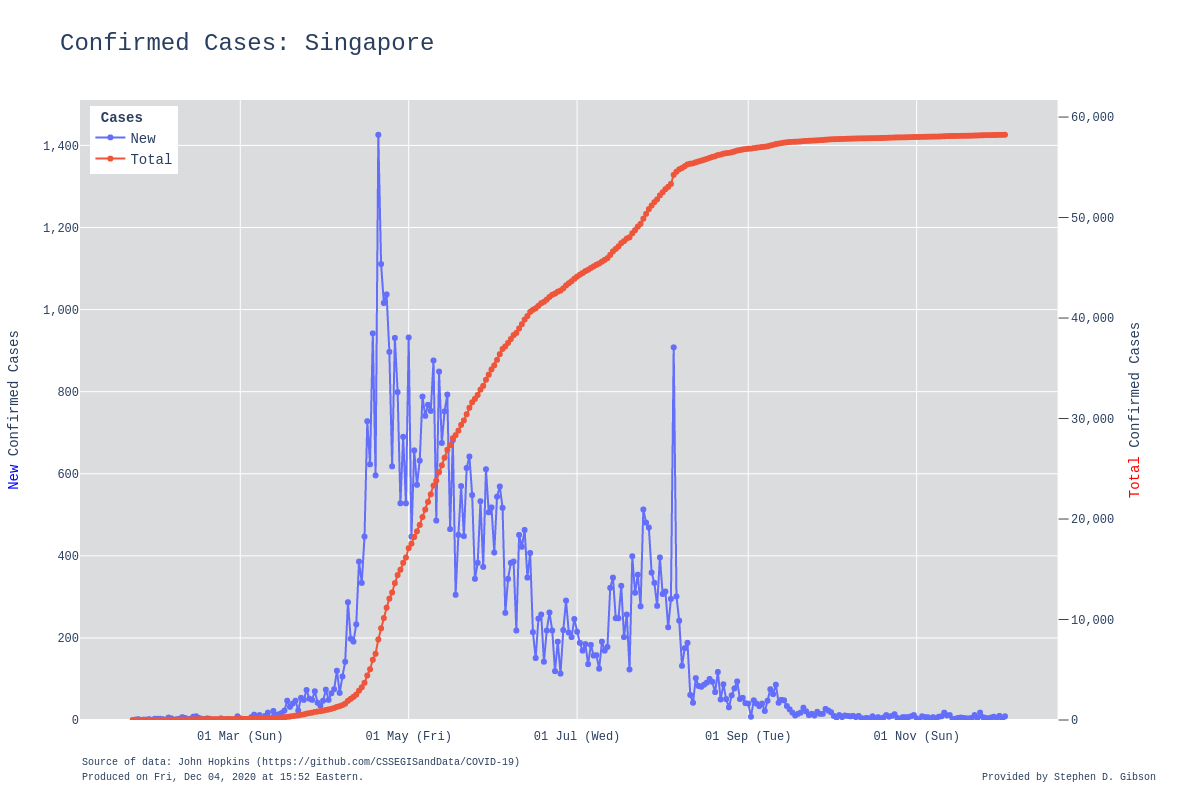 Confirmed Cases: Singapore
Cases
New
Total
1,400
1,200
1,000
800
600
400
200
0
60,000
50,000
40,000
30,000
20,000
10,000
0
New Confirmed Cases
Total Confirmed Cases
01 Mar (Sun)
01 May (Fri)
01 Jul (Wed)
01 Sep (Tue)
01 Nov (Sun)
Source of data: John Hopkins (https://github.com/CSSEGISandData/COVID-19)
Produced on Fri, Dec 04, 2020 at 15:52 Eastern.
Provided by Stephen D. Gibson